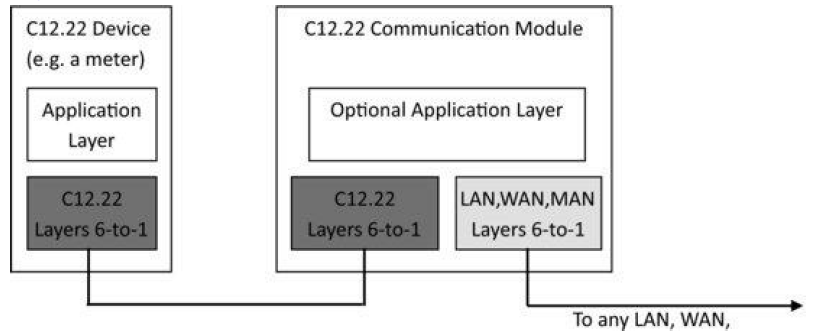 C12.22 Device
(e.g. a meter)
Application
Layer
C12.22
Layers 6-to-1
C12.22 Communication Module
Optional Application Layer
C12.22
Layers 6-to-1
LAN,WAN,MAN
Layers 6-to-1
To any LAN, WAN,